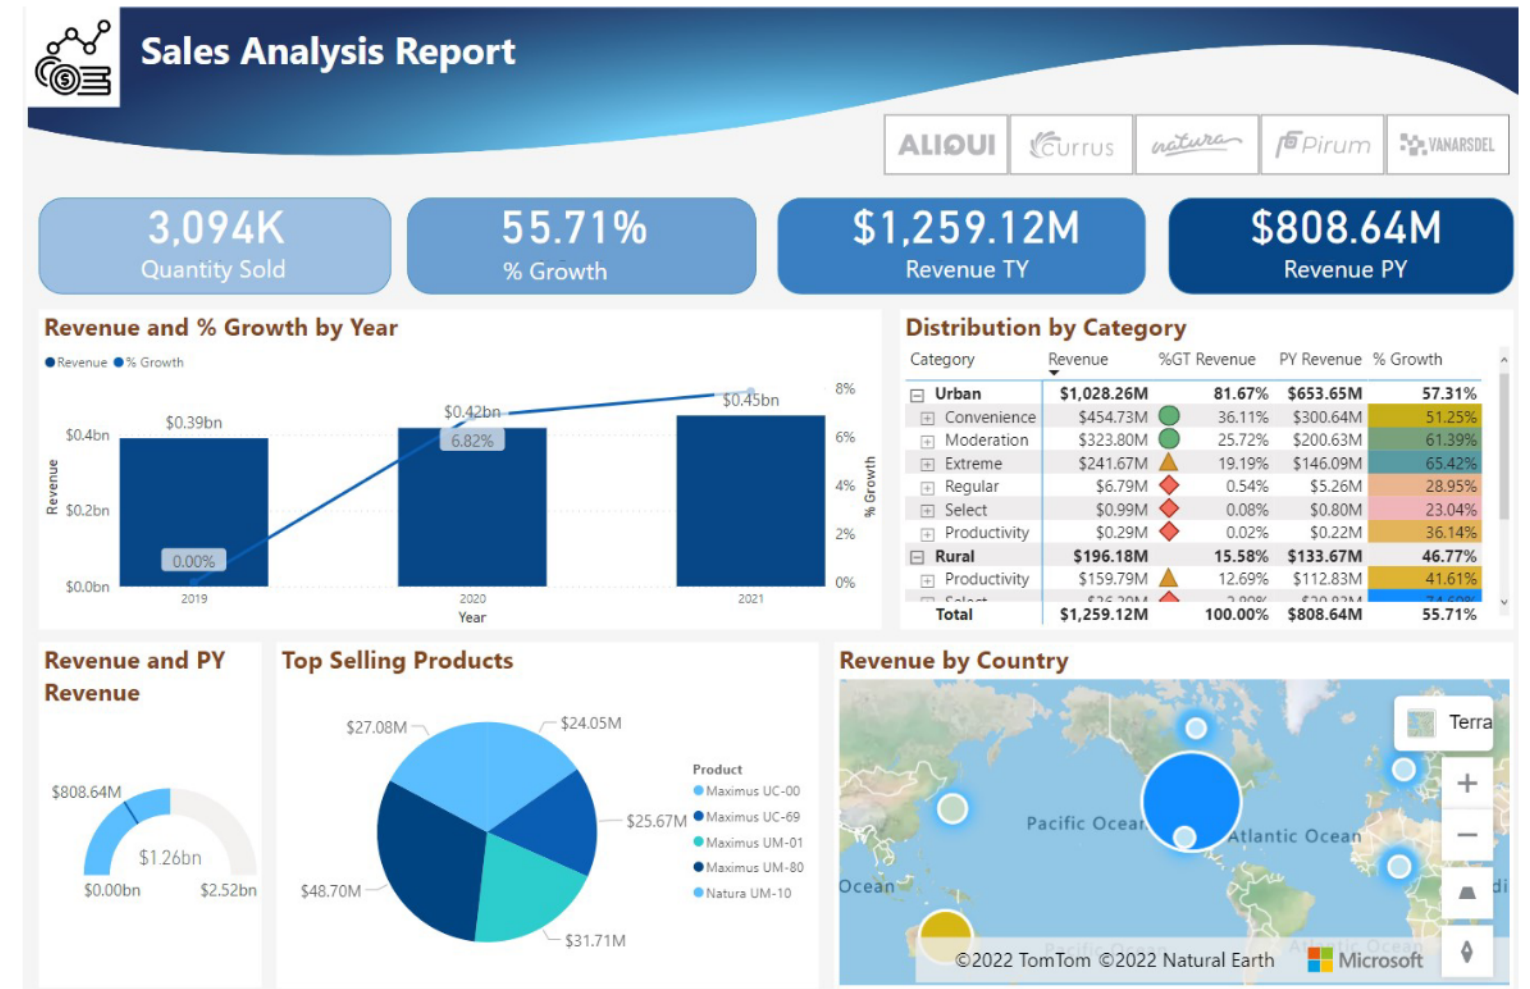 Sales Analysis Report
ALIQUI
Currus
natura
Pirum
VANARSDEL
3,094K
Quantity Sold
55.71%
% Growth
$1,259.12M
Revenue TY
$808.64M
Revenue PY
Revenue and % Growth by Year
Revenue % Growth
$0.4bn
$0.2bn
$0.0bn
Revenue
$0.39bn
$0.42bn
$0.45bn
0.00%
6.82%
8%
6%
4%
2%
0%
% Growth
2019 2020 2021
Year
Distribution by Category
Category Revenue %GT Revenue PY Revenue % Growth
Urban $1,028.26M 81.67% $653.65M 57.31%
Convenience $454.73M 36.11% $300.64M 51.25%
Moderation $323.80M 25.72% $200.63M 61.39%
Extreme $241.67M 19.19% $146.09M 65.42%
Regular $6.79M 0.54% $5.26M 28.95%
Select $0.99M 0.08% $0.80M 23.04%
Productivity $0.29M 0.02% $0.22M 36.14%
Rural $196.18M 15.58% $133.67M 46.77%
Productivity $159.79M 12.69% $112.83M 41.61%
Total $1,259.12M 100.00% $808.64M 55.71%
Revenue and PY
Revenue
$808.64M
$1.26bn
$0.00bn $2.52bn
Top Selling Products
$27.08M
$24.05M
$25.67M
$48.70M
$31.71M
Product
Maximus UC-00
Maximus UC-69
Maximus UM-01
Maximus UM-80
Natura UM-10
Revenue by Country
Terra
Pacific Ocean
Atlantic Ocean
Ocean
Pacific Ocean
Atlantic Ocean
©2022 TomTom ©2022 Natural Earth
Microsoft